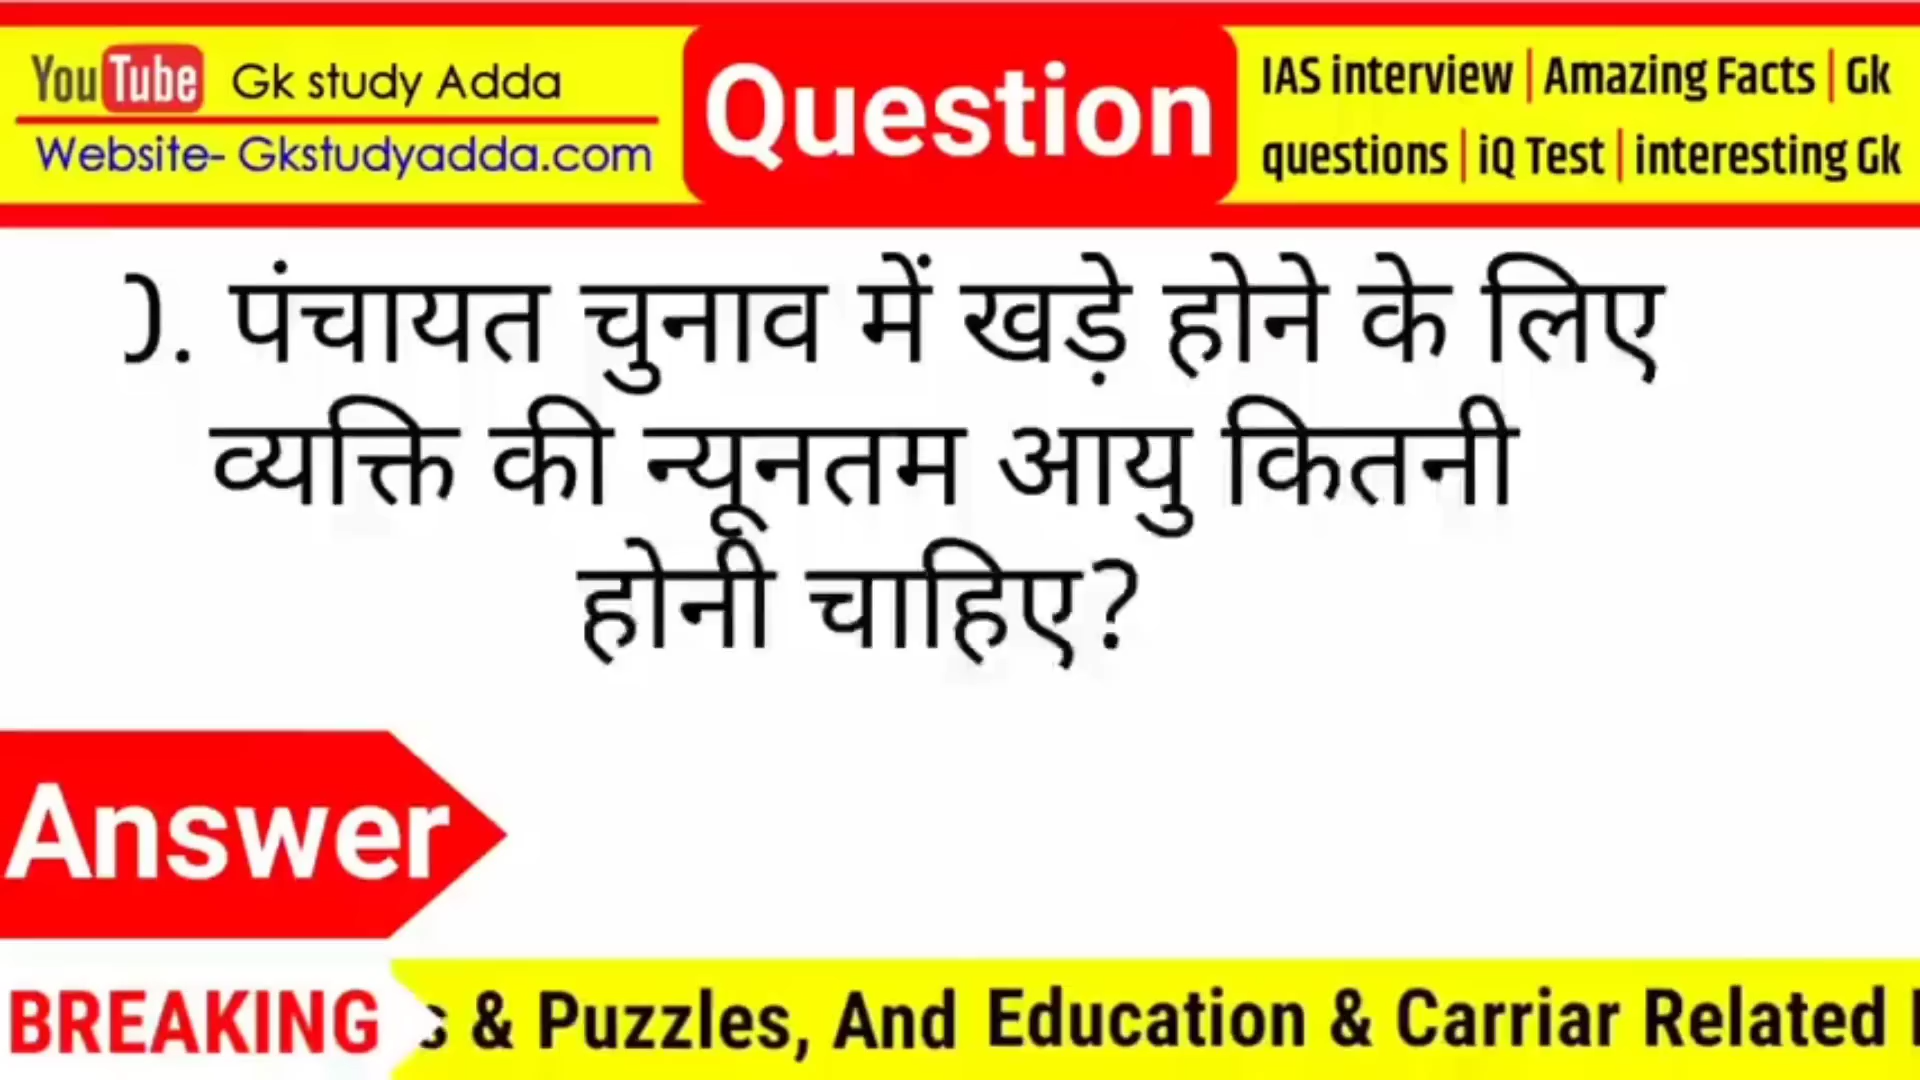 YouTube Gk study Adda
Website- Gkstudyadda.com
Question
IAS interview | Amazing Facts | Gk
questions | iQ Test | interesting Gk
. पंचायत चुनाव में खड़े होने के लिए
व्यक्ति की न्यूनतम आयु कितनी
होनी चाहिए?
Answer
BREAKING
& Puzzles, And Education & Carriar Related